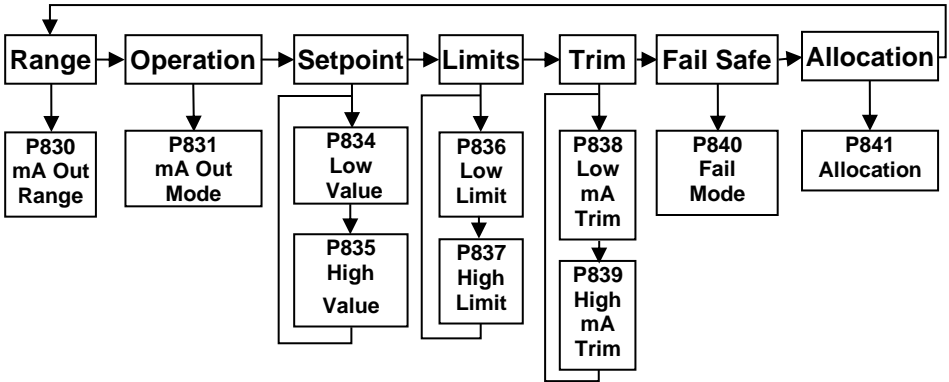 Range
Operation
Setpoint
Limits
Trim
Fail Safe
Allocation
P830
mA Out
Range
P831
mA Out
Mode
P834
Low
Value
P835
High
Value
P836
Low
Limit
P837
High
Limit
P838
Low
mA
Trim
P839
High
mA
Trim
P840
Fail
Mode
P841
Allocation